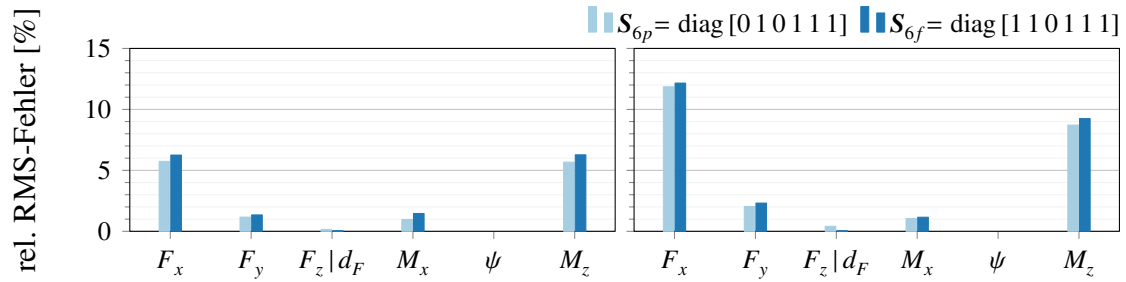 S6p = diag [0 1 0 1 1 1] S6f = diag [1 1 0 1 1 1]
rel. RMS-Fehler [%]
15
10
5
0
Fx Fy Fz | dF Mx ψ Mz Fx Fy Fz | dF Mx ψ Mz